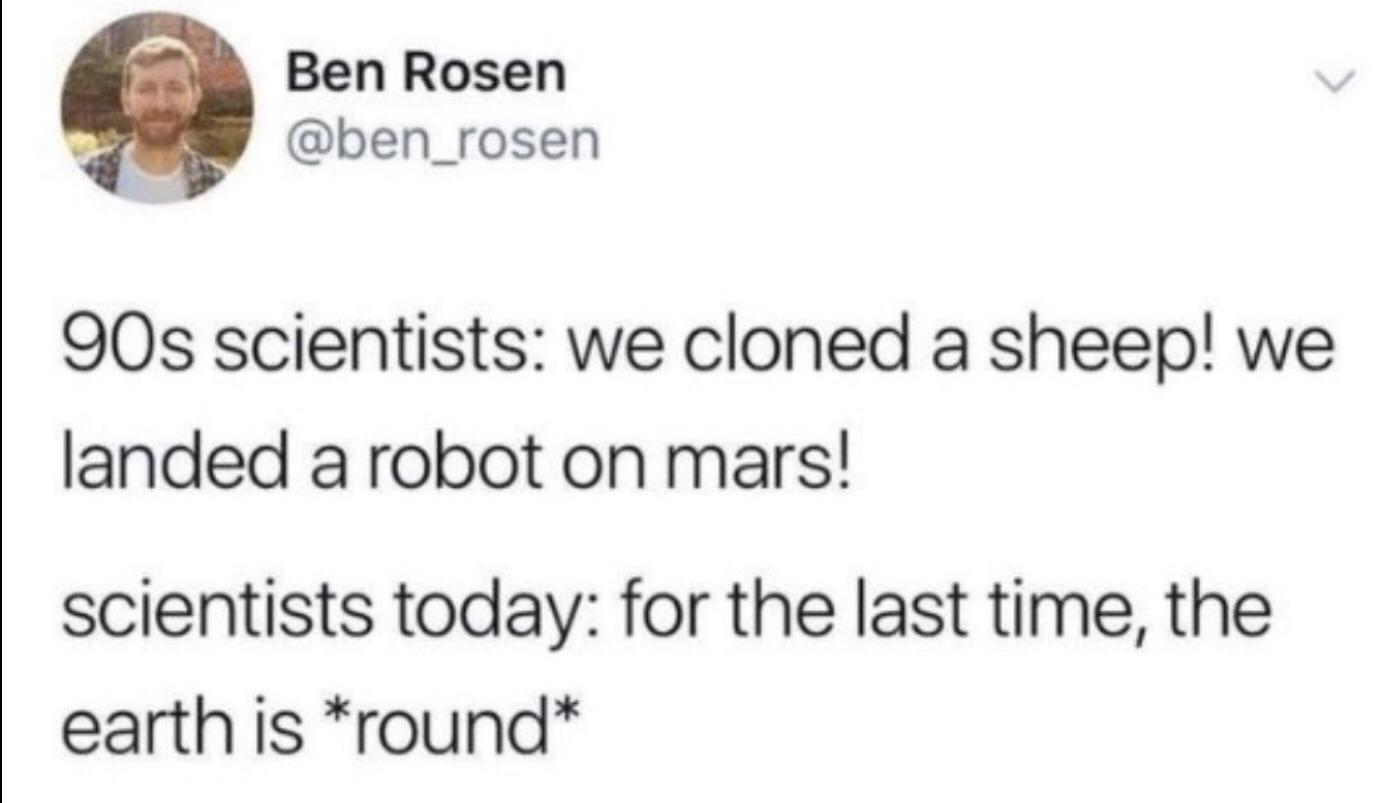 Ben Rosen
@ben_rosen
90s scientists: we cloned a sheep! we
landed a robot on mars!
scientists today: for the last time, the
earth is *round*